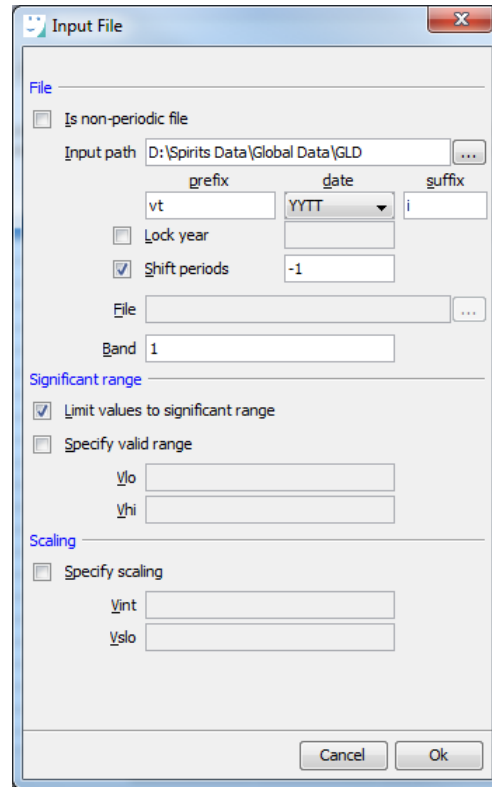 Input File
File
Is non-periodic file
Input path D:\Spirits Data\Global Data\GLD ...
prefix date suffix
vt YYTT i
Lock year
Shift periods -1
File ...
Band 1
Significant range
Limit values to significant range
Specify valid range
Vlo
Vhi
Scaling
Specify scaling
Vint
Vslo
Cancel Ok